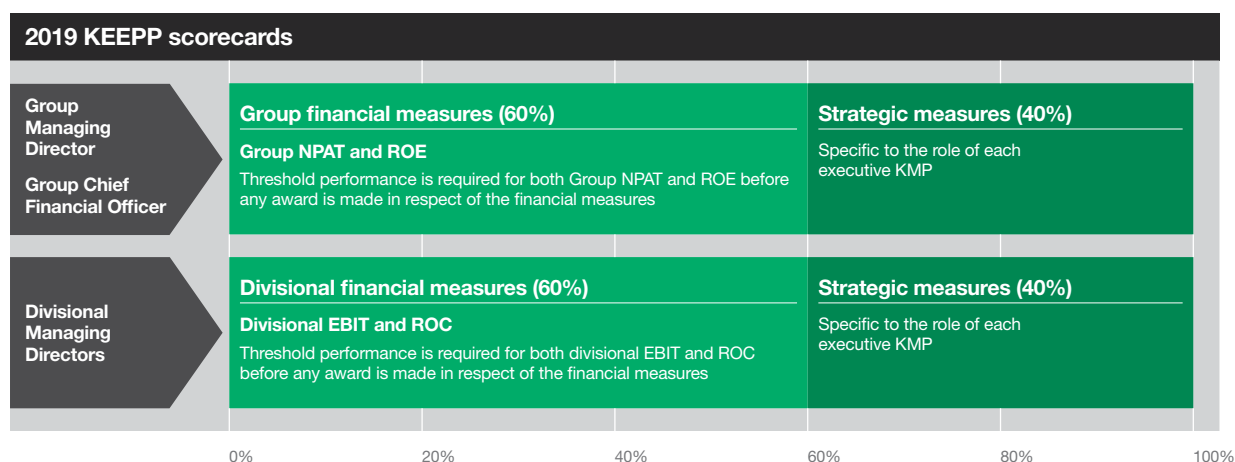 2019 KEEPP scorecards
Group
Managing
Director
Group Chief
Financial Officer
Group financial measures (60%)
Group NPAT and ROE
Threshold performance is required for both Group NPAT and ROE before
any award is made in respect of the financial measures
Strategic measures (40%)
Specific to the role of each
executive KMP
Divisional
Managing
Directors
Divisional financial measures (60%)
Divisional EBIT and ROC
Threshold performance is required for both divisional EBIT and ROC
before any award is made in respect of the financial measures
Strategic measures (40%)
Specific to the role of each
executive KMP
0% 20% 40% 60% 80% 100%